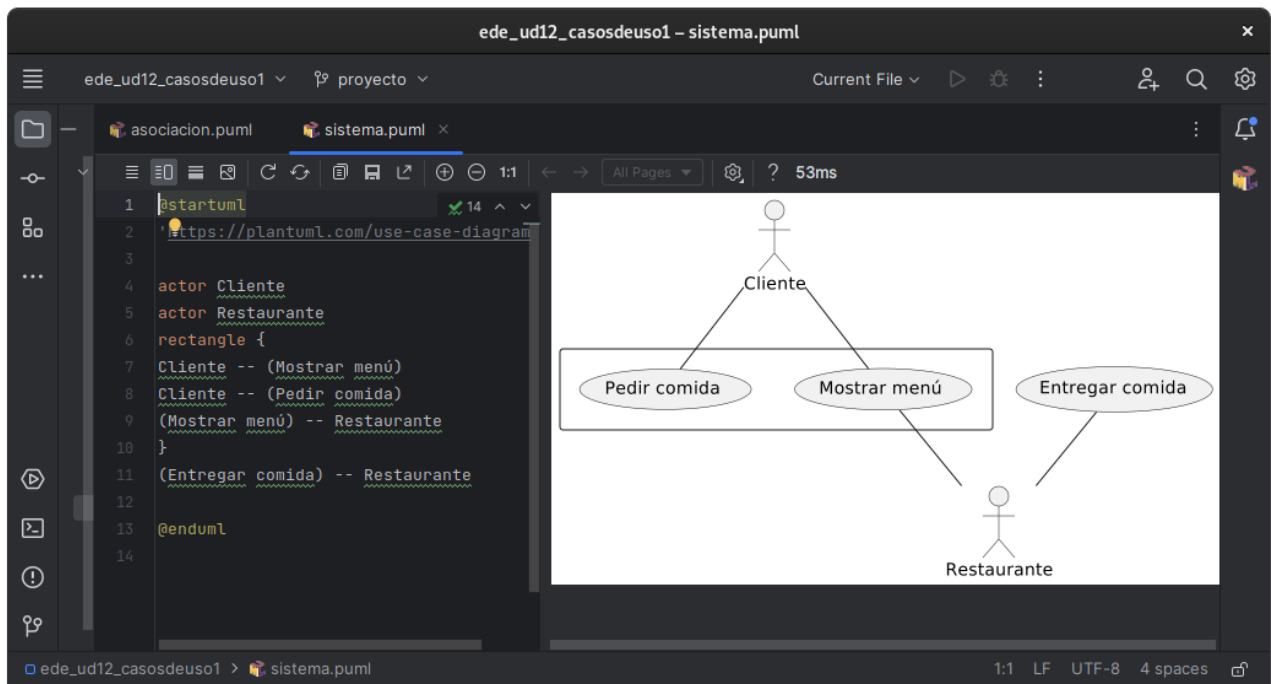 ede_ud12_casosdeuso1 – sistema.puml
ede_ud12_casosdeuso1 proyecto Current File
asociacion.puml sistema.puml
1:1 All Pages ? 53ms
1 @startuml 14
2 'https://plantuml.com/use-case-diagram
3
4 actor Cliente
5 actor Restaurante
6 rectangle {
7 Cliente -- (Mostrar menú)
8 Cliente -- (Pedir comida)
9 (Mostrar menú) -- Restaurante
10 }
11 (Entregar comida) -- Restaurante
12
13 @enduml
14
Cliente
Pedir comida Mostrar menú Entregar comida
Restaurante
ede_ud12_casosdeuso1 > sistema.puml 1:1 LF UTF-8 4 spaces